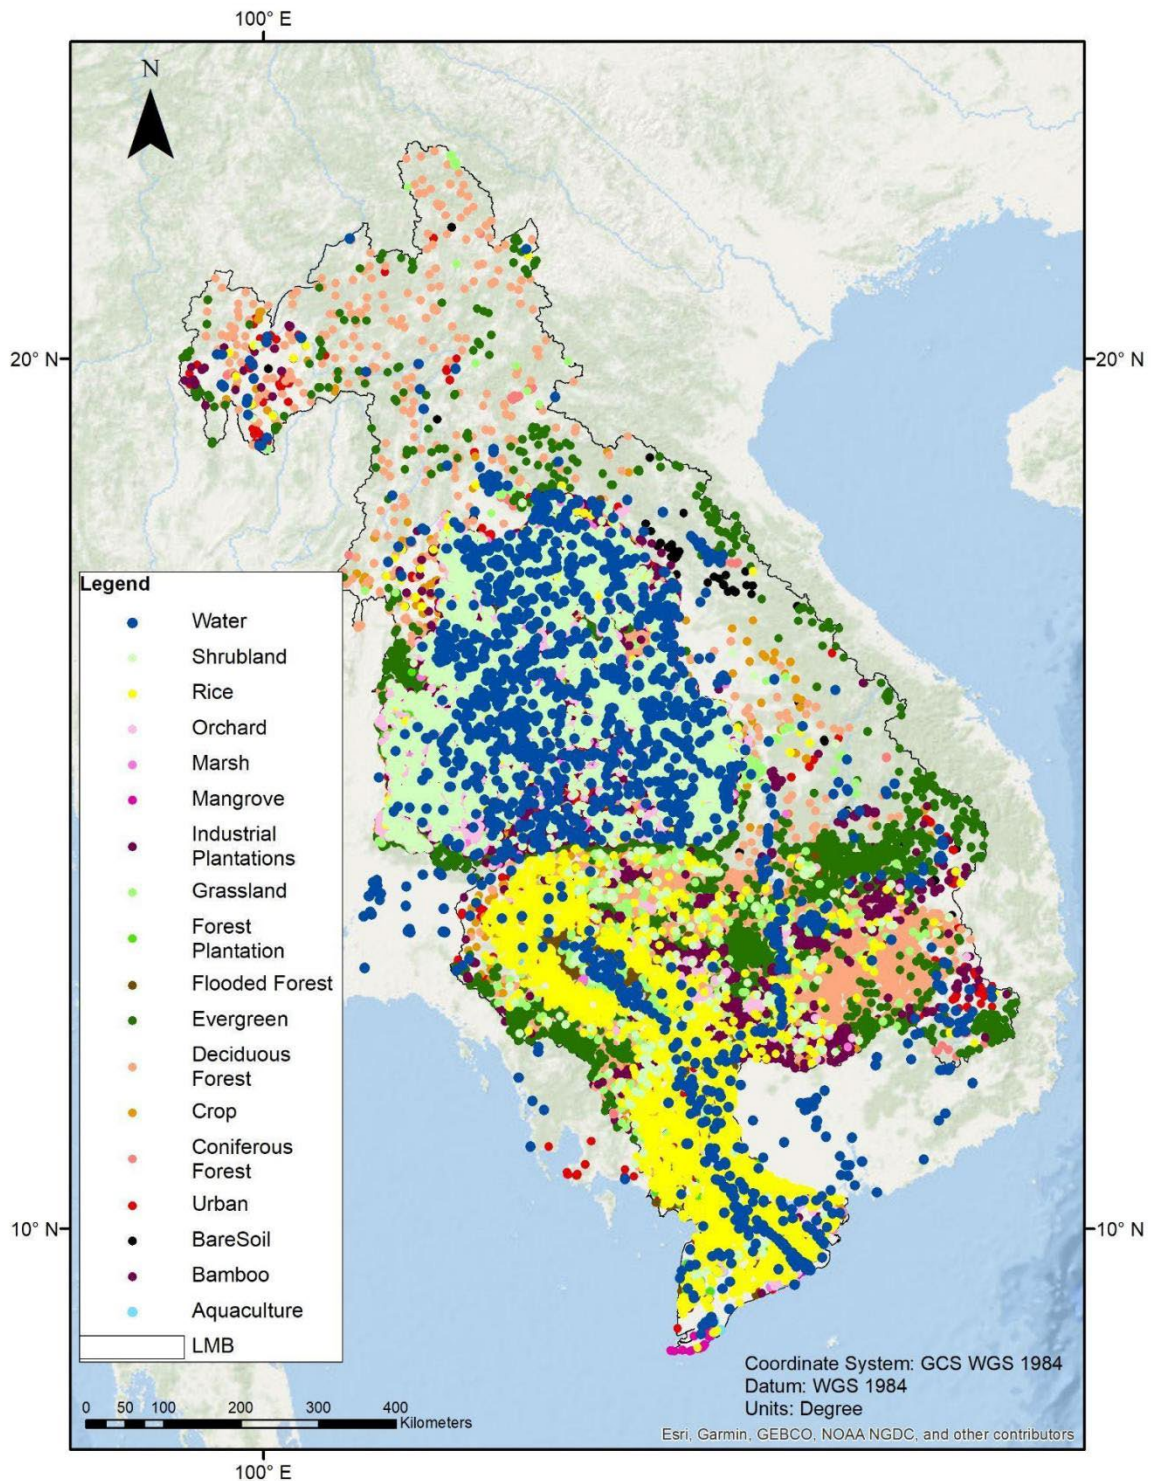 100° E
N
20° N
20° N
Legend
Water
Shrubland
Rice
Orchard
Marsh
Mangrove
Industrial
Plantations
Grassland
Forest
Plantation
Flooded Forest
Evergreen
Deciduous
Forest
Crop
Coniferous
Forest
Urban
BareSoil
Bamboo
Aquaculture
LMB
10° N
10° N
Coordinate System: GCS WGS 1984
Datum: WGS 1984
Units: Degree
0 50 100 200 300 400
Kilometers
Esri, Garmin, GEBCO, NOAA NGDC, and other contributors
100° E